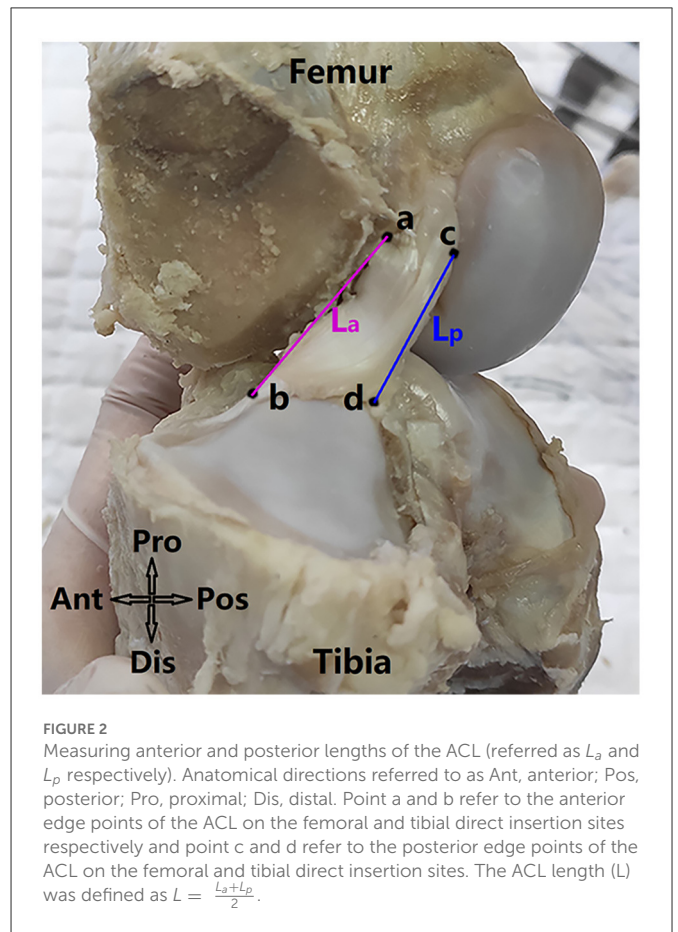 Femur
a
c
La
Lp
b
d
Pro
Ant
Pos
Dis
Tibia
FIGURE 2
Measuring anterior and posterior lengths of the ACL (referred as La and
Lp respectively). Anatomical directions referred to as Ant, anterior; Pos,
posterior; Pro, proximal; Dis, distal. Point a and b refer to the anterior
edge points of the ACL on the femoral and tibial direct insertion sites
respectively and point c and d refer to the posterior edge points of the
ACL on the femoral and tibial direct insertion sites. The ACL length (L)
was defined as L = (La+Lp)/2.